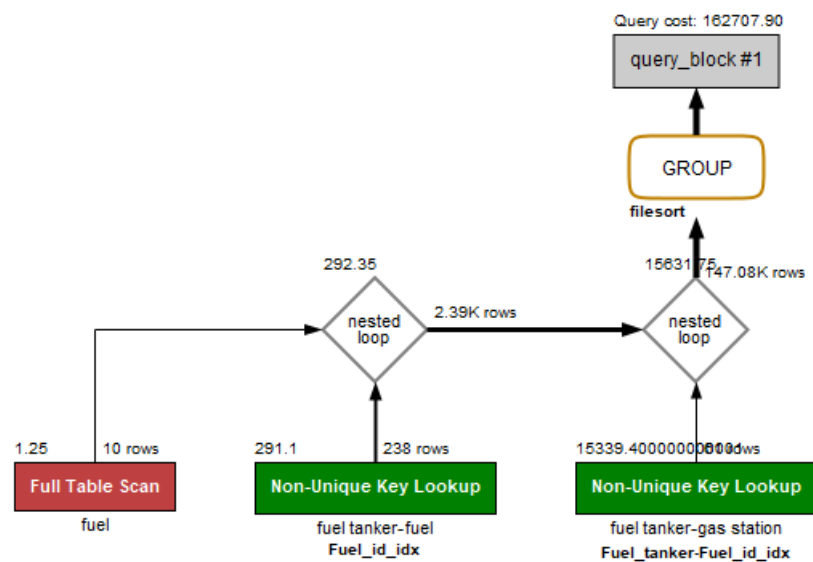 Query cost: 162707.90
query_block #1
GROUP
filesort
292.35
15631.75
147.08K rows
nested
loop
2.39K rows
nested
loop
1.25
10 rows
291.1
238 rows
rows
Full Table Scan
Non-Unique Key Lookup
Non-Unique Key Lookup
fuel
fuel tanker-fuel
Fuel_id_idx
fuel tanker-gas station
Fuel_tanker-Fuel_id_idx